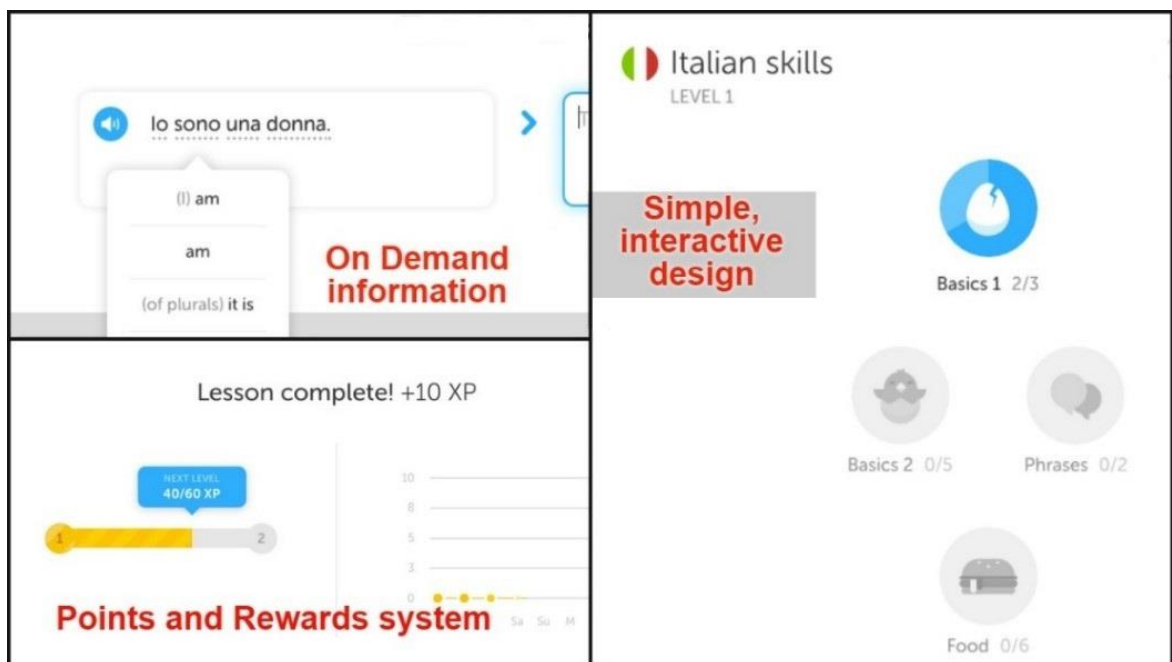 Io sono una donna.
(I) am
am
(of plurals) it is
On Demand
information
Lesson complete! +10 XP
NEXT LEVEL
40/60 XP
1
2
10
8
5
3
0
Sa Su M
Points and Rewards system
Italian skills
LEVEL 1
Simple,
interactive
design
Basics 1 2/3
Basics 2 0/5
Phrases 0/2
Food 0/6